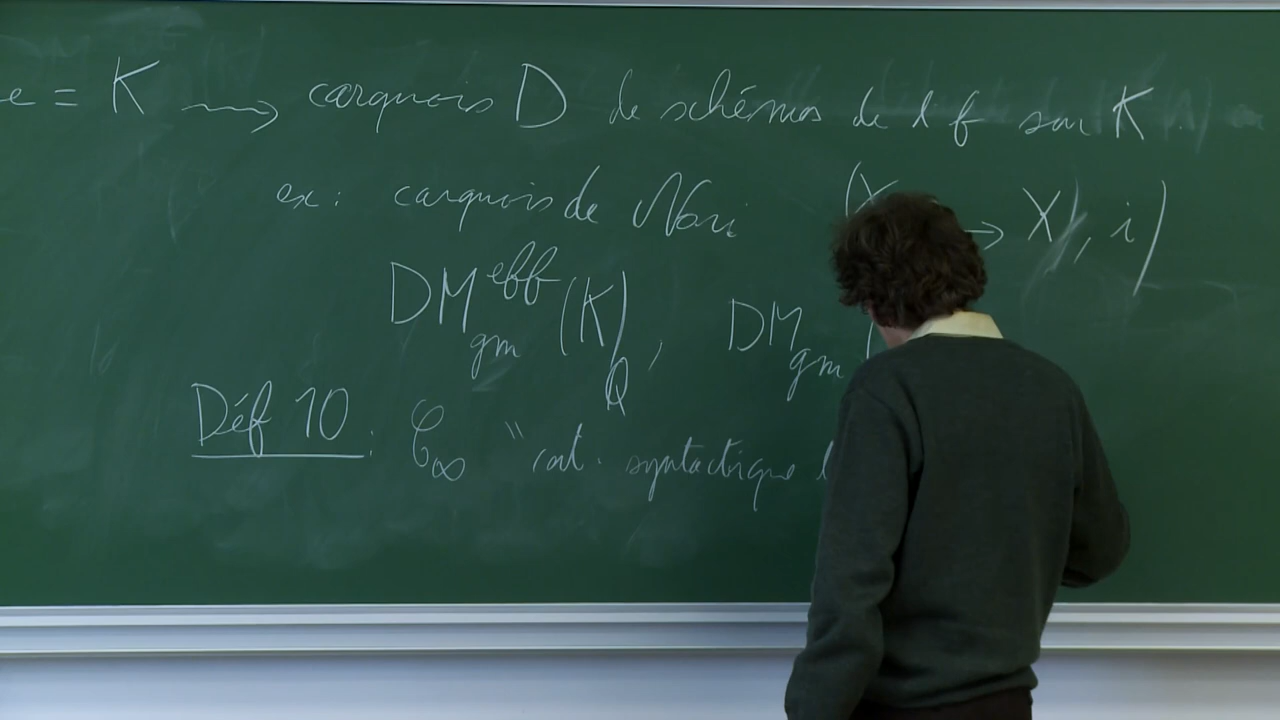 e = K ⇝ carquois D de schémas de t f sur K
ex : carquois de Nori (X → X), i)
DM^eff_gm (K)_Q , DM_gm (
Déf 10 : 𝒞_∞ " cat. syntactique